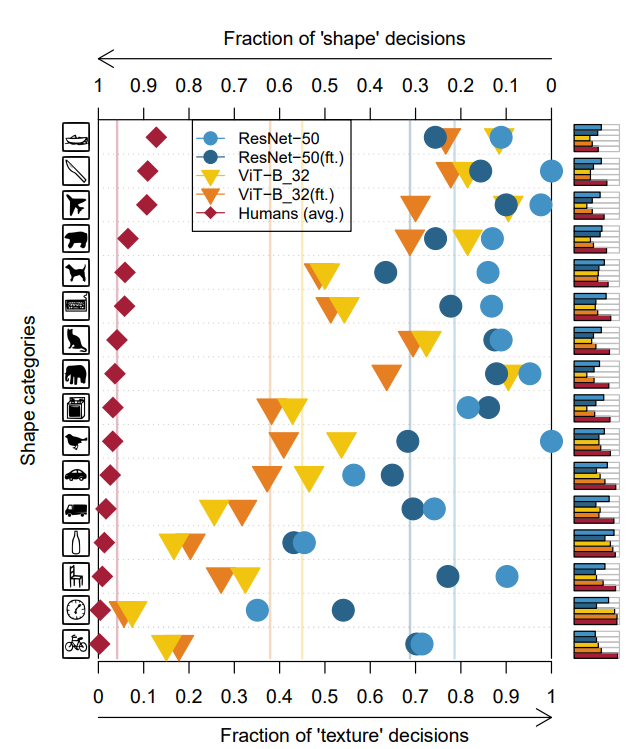 Fraction of 'shape' decisions
1 0.9 0.8 0.7 0.6 0.5 0.4 0.3 0.2 0.1 0
ResNet−50
ResNet−50(ft.)
ViT−B_32
ViT−B_32(ft.)
Humans (avg.)
Shape categories
0 0.1 0.2 0.3 0.4 0.5 0.6 0.7 0.8 0.9 1
Fraction of 'texture' decisions